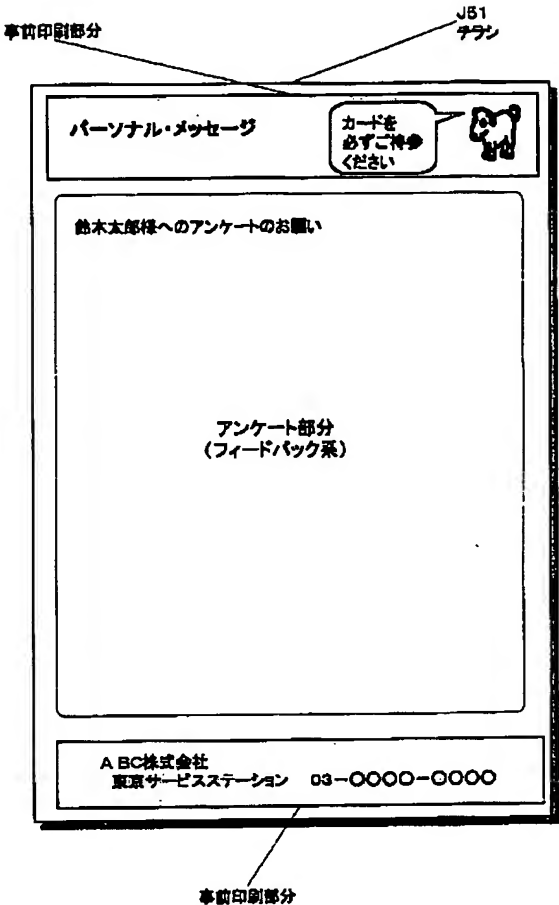 事前印刷部分
J51
チラシ
パーソナル・メッセージ
カードを
必ずご持参
ください
鈴木太郎様へのアンケートのお願い
アンケート部分
(フィードバック系)
ABC株式会社
東京サービスステーション 03-〇〇〇〇-〇〇〇〇
事前印刷部分